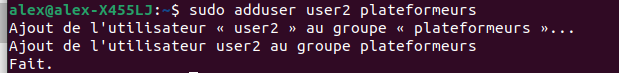 alex@alex-X455LJ:~$ sudo adduser user2 plateformeurs
Ajout de l'utilisateur « user2 » au groupe « plateformeurs »...
Ajout de l'utilisateur user2 au groupe plateformeurs
Fait.